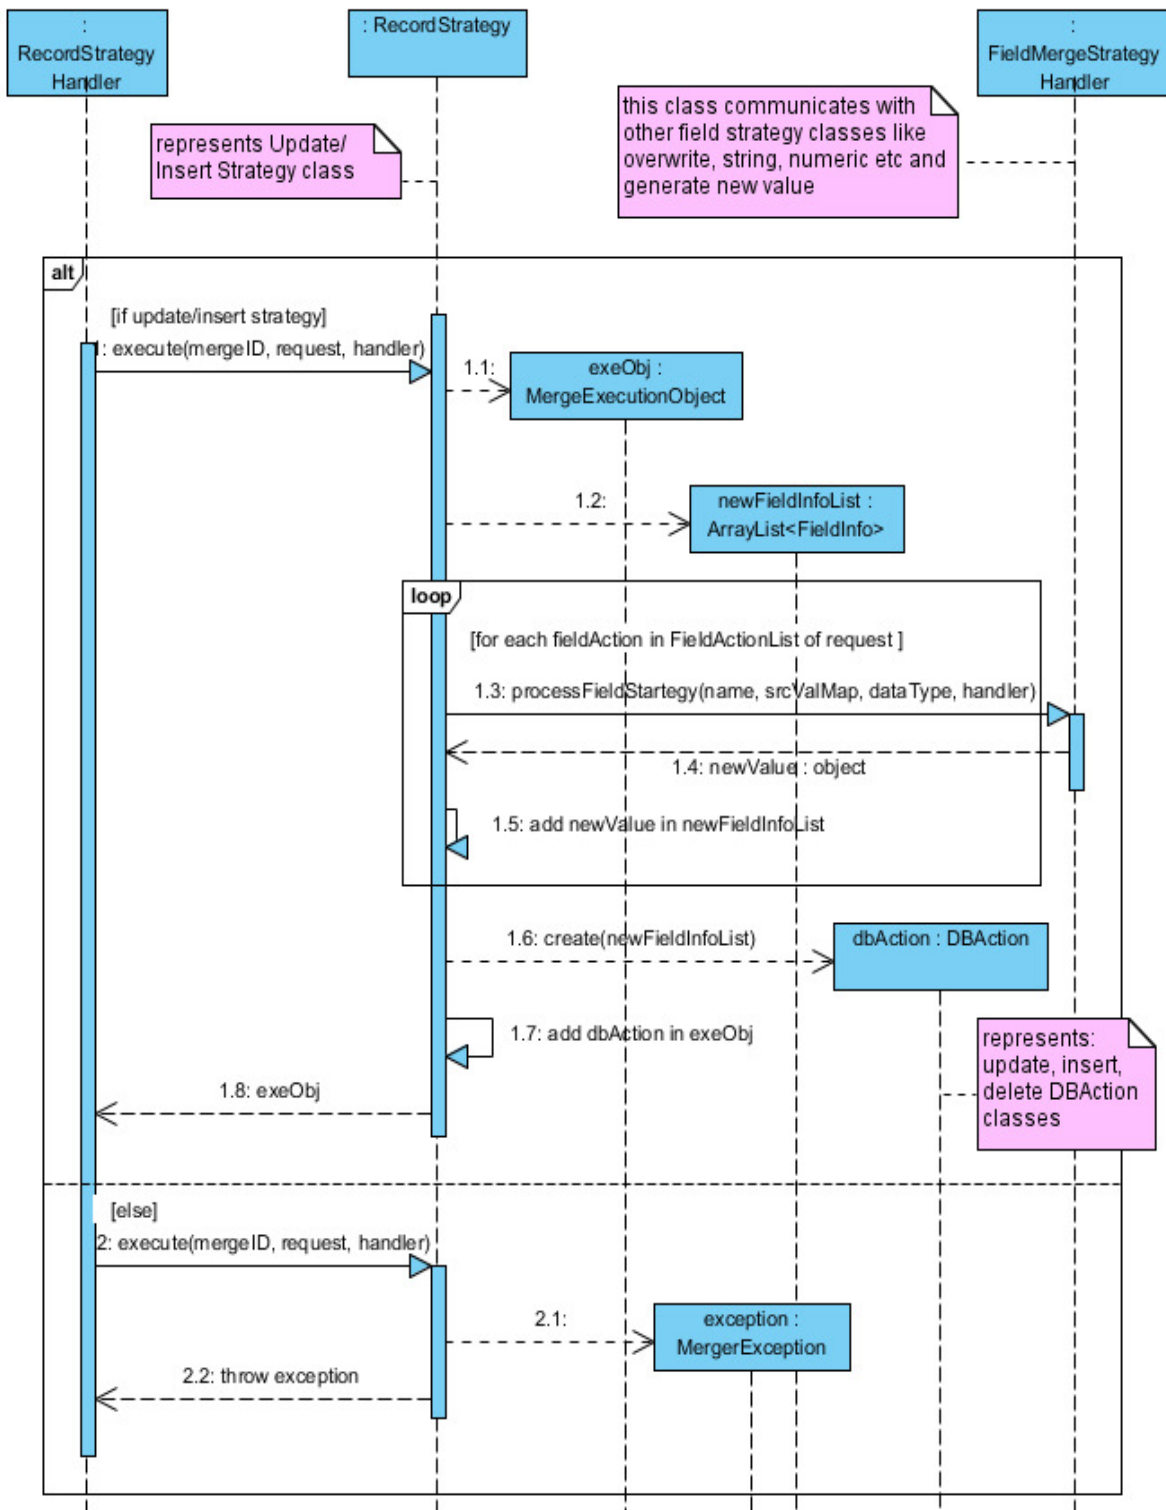 :
RecordStrategy
Handler
: RecordStrategy
:
FieldMergeStrategy
Handler
represents Update/
Insert Strategy class
this class communicates with
other field strategy classes like
overwrite, string, numeric etc and
generate new value
alt
[if update/insert strategy]
1: execute(mergeID, request, handler)
1.1:
exeObj :
MergeExecutionObject
1.2:
newFieldInfoList :
ArrayList<FieldInfo>
loop
[for each fieldAction in FieldActionList of request ]
1.3: processFieldStartegy(name, srcValMap, dataType, handler)
1.4: newValue : object
1.5: add newValue in newFieldInfoList
1.6: create(newFieldInfoList)
dbAction : DBAction
1.7: add dbAction in exeObj
represents:
update, insert,
delete DBAction
classes
1.8: exeObj
[else]
2: execute(mergeID, request, handler)
2.1:
exception :
MergerException
2.2: throw exception